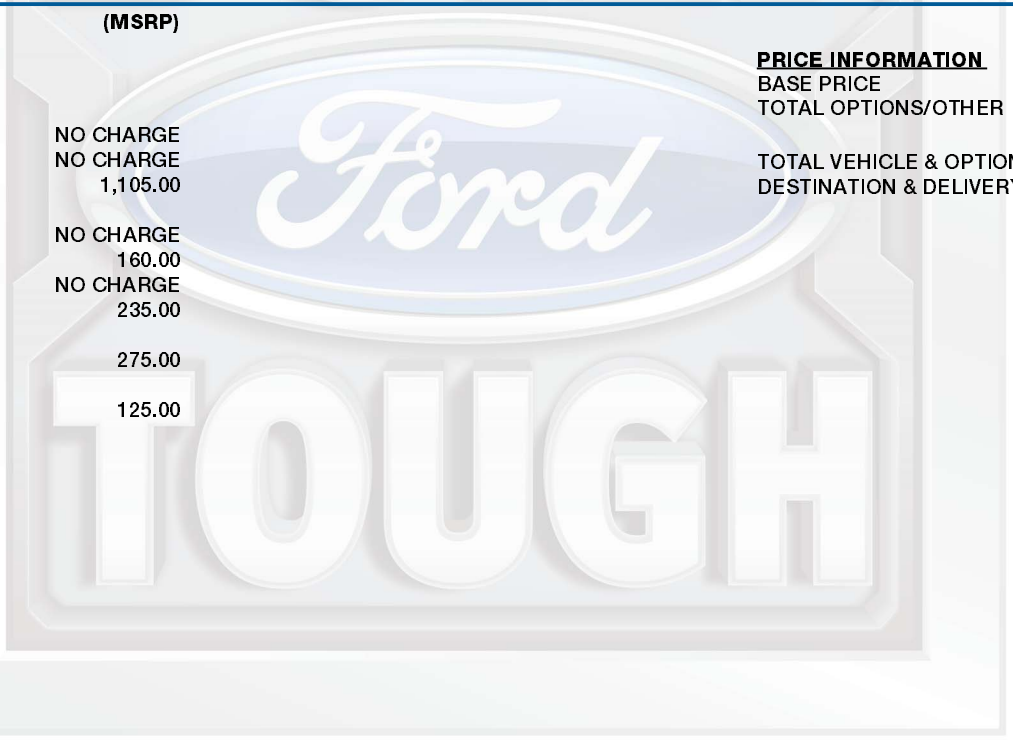 (MSRP)
NO CHARGE
NO CHARGE
1,105.00
NO CHARGE
160.00
NO CHARGE
235.00
275.00
125.00
PRICE INFORMATION
BASE PRICE
TOTAL OPTIONS/OTHER
TOTAL VEHICLE & OPTION
DESTINATION & DELIVERY
Ford
TOUGH